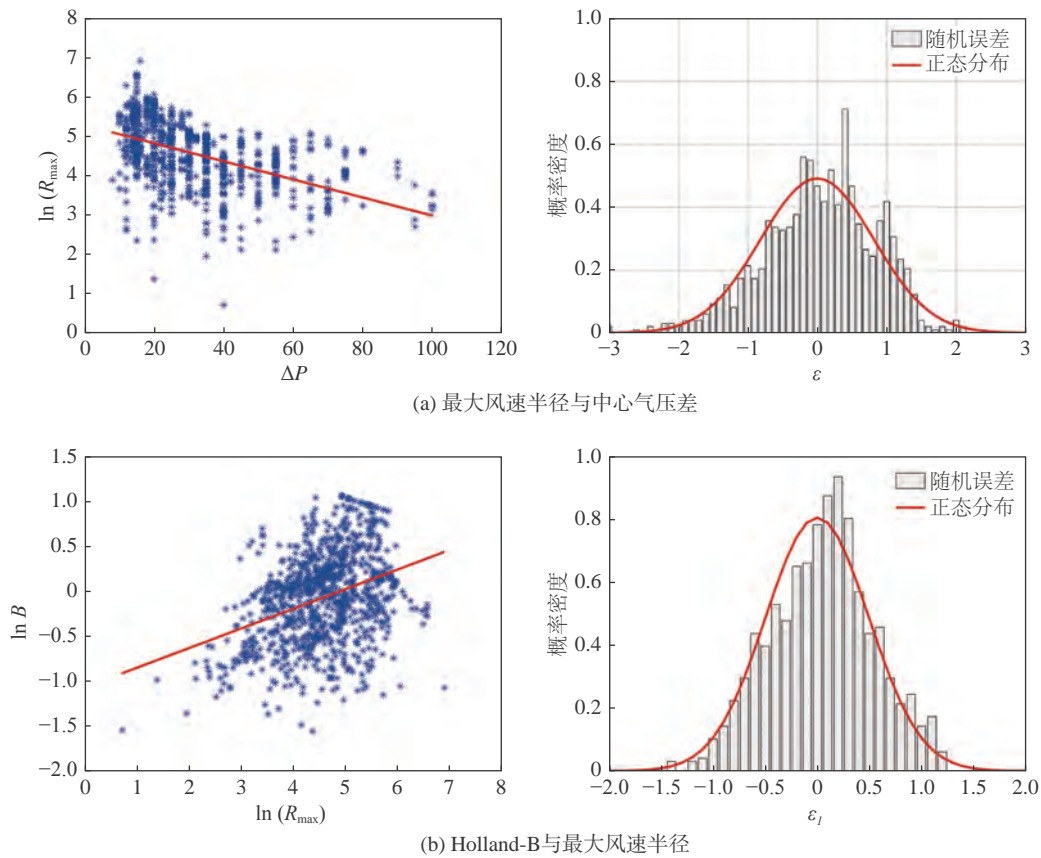 8
7
6
5
4
3
2
1
0
ln (Rmax)
0 20 40 60 80 100 120
ΔP
1.0
0.8
0.6
0.4
0.2
0
概率密度
随机误差
正态分布
−3 −2 −1 0 1 2 3
ε
(a) 最大风速半径与中心气压差
1.5
1.0
0.5
0
−0.5
−1.0
−1.5
−2.0
ln B
0 1 2 3 4 5 6 7 8
ln (Rmax)
1.0
0.8
0.6
0.4
0.2
0
概率密度
随机误差
正态分布
−2.0 −1.5 −1.0 −0.5 0 0.5 1.0 1.5 2.0
ε1
(b) Holland-B与最大风速半径